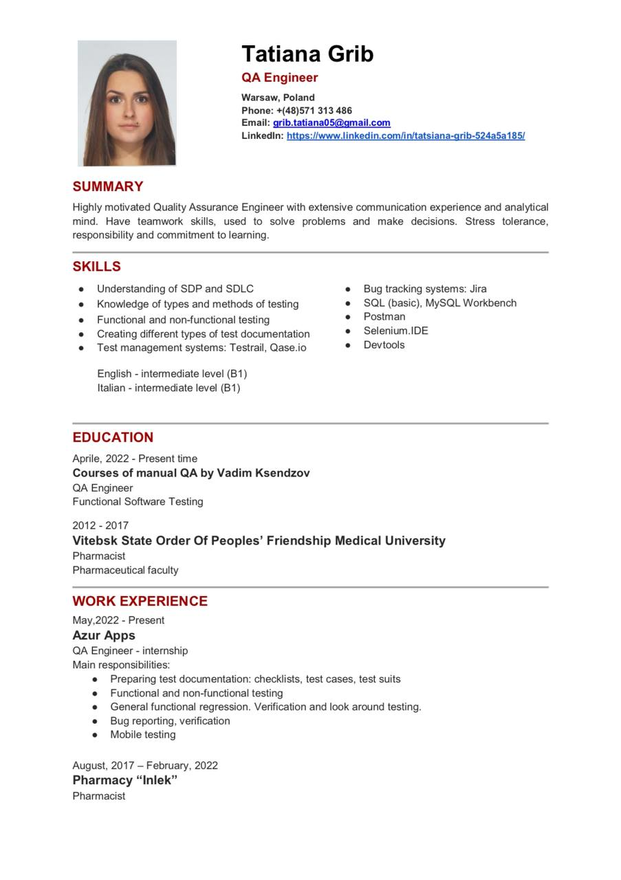 Tatiana Grib
QA Engineer
Warsaw, Poland
Phone: +(48)571 313 486
Email: grib.tatiana05@gmail.com
LinkedIn: https://www.linkedin.com/in/tatsiana-grib-524a5a185/
SUMMARY
Highly motivated Quality Assurance Engineer with extensive communication experience and analytical
mind. Have teamwork skills, used to solve problems and make decisions. Stress tolerance,
responsibility and commitment to learning.
SKILLS
● Understanding of SDP and SDLC
● Knowledge of types and methods of testing
● Functional and non-functional testing
● Creating different types of test documentation
● Test management systems: Testrail, Qase.io
English - intermediate level (B1)
Italian - intermediate level (B1)
● Bug tracking systems: Jira
● SQL (basic), MySQL Workbench
● Postman
● Selenium.IDE
● Devtools
EDUCATION
Aprile, 2022 - Present time
Courses of manual QA by Vadim Ksendzov
QA Engineer
Functional Software Testing
2012 - 2017
Vitebsk State Order Of Peoples’ Friendship Medical University
Pharmacist
Pharmaceutical faculty
WORK EXPERIENCE
May,2022 - Present
Azur Apps
QA Engineer - internship
Main responsibilities:
● Preparing test documentation: checklists, test cases, test suits
● Functional and non-functional testing
● General functional regression. Verification and look around testing.
● Bug reporting, verification
● Mobile testing
August, 2017 – February, 2022
Pharmacy “Inlek”
Pharmacist